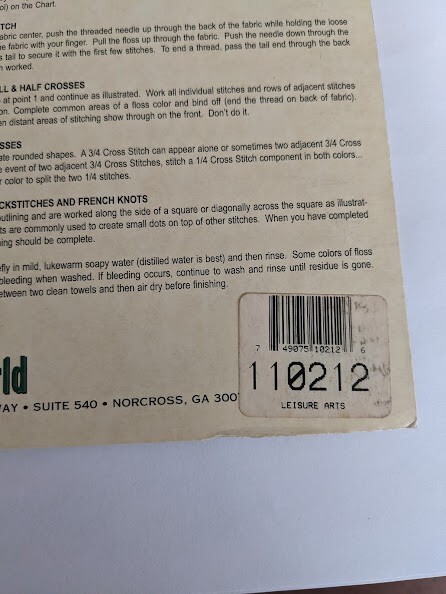 oi) on the Chart.
TCH
abric center, push the threaded needle up through the back of the fabric while holding the loose
e fabric with your finger. Pull the floss up through the fabric. Push the needle down through the
s tail to secure it with the first few stitches. To end a thread, pass the tail end through the back
n worked.
LL & HALF CROSSES
at point 1 and continue as illustrated. Work all individual stitches and rows of adjacent stitches
on. Complete common areas of a floss color and bind off (end the thread on back of fabric).
en distant areas of stitching show through on the front. Don't do it.
SSES
ate rounded shapes. A 3/4 Cross Stitch can appear alone or sometimes two adjacent 3/4 Cross
e event of two adjacent 3/4 Cross Stitches, stitch a 1/4 Cross Stitch component in both colors...
r color to split the two 1/4 stitches.
CKSTITCHES AND FRENCH KNOTS
outlining and are worked along the side of a square or diagonally across the square as illustrat-
ts are commonly used to create small dots on top of other stitches. When you have completed
hing should be complete.
efly in mild, lukewarm soapy water (distilled water is best) and then rinse. Some colors of floss
bleeding when washed. If bleeding occurs, continue to wash and rinse until residue is gone.
between two clean towels and then air dry before finishing.
rld
WAY • SUITE 540 • NORCROSS, GA 300
7 49075 10212 6
110212
LEISURE ARTS